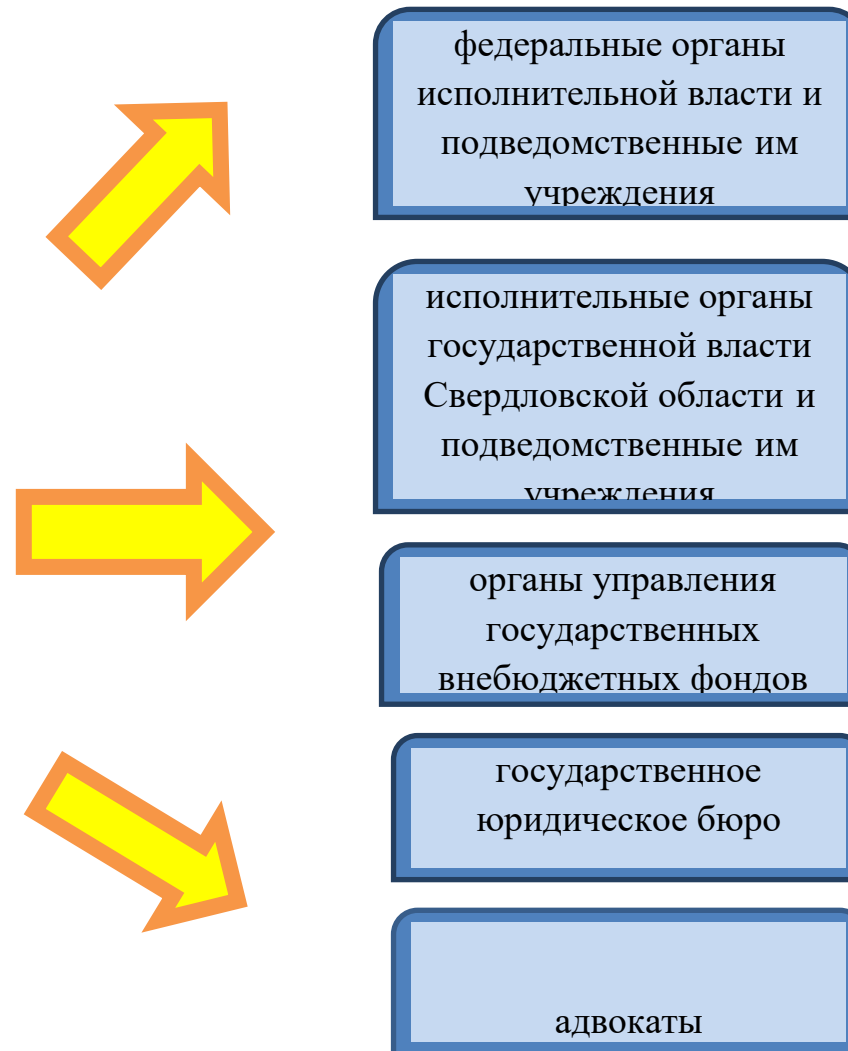 федеральные органы
исполнительной власти и
подведомственные им
учреждения
исполнительные органы
государственной власти
Свердловской области и
подведомственные им
учреждения
органы управления
государственных
внебюджетных фондов
государственное
юридическое бюро
адвокаты